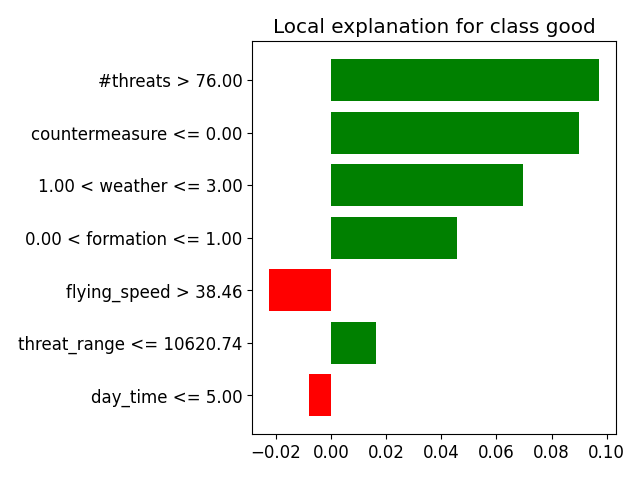 Local explanation for class good
#threats > 76.00
countermeasure <= 0.00
1.00 < weather <= 3.00
0.00 < formation <= 1.00
flying_speed > 38.46
threat_range <= 10620.74
day_time <= 5.00
−0.02 0.00 0.02 0.04 0.06 0.08 0.10